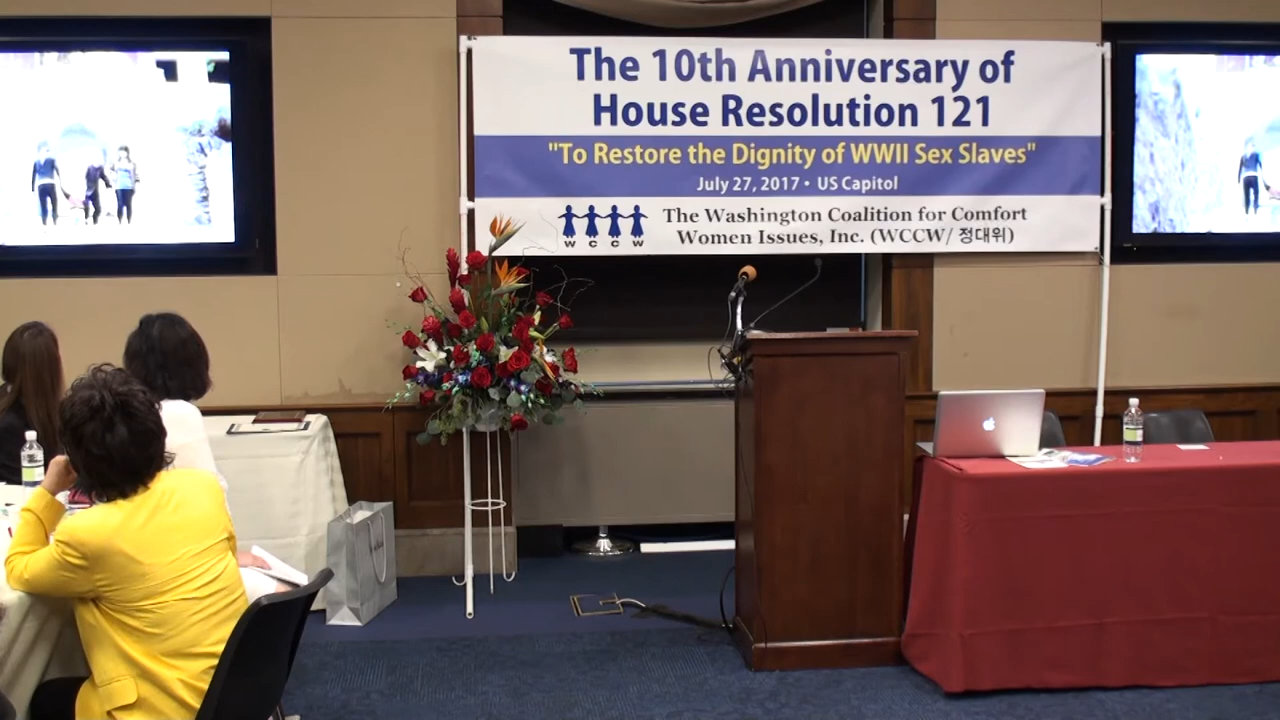 The 10th Anniversary of
House Resolution 121
"To Restore the Dignity of WWII Sex Slaves"
July 27, 2017 • US Capitol
W C C W
The Washington Coalition for Comfort
Women Issues, Inc. (WCCW/ 정대위)